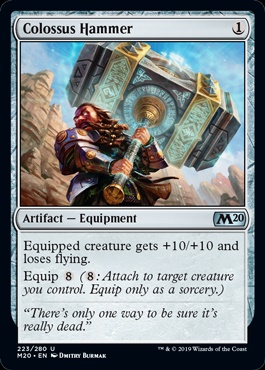 Colossus Hammer 1
Artifact — Equipment M20
Equipped creature gets +10/+10 and
loses flying.
Equip 8 (8: Attach to target creature
you control. Equip only as a sorcery.)
"There's only one way to be sure it's
really dead."
223/280 U
M20 • EN DMITRY BURMAK
™ & © 2019 Wizards of the Coast